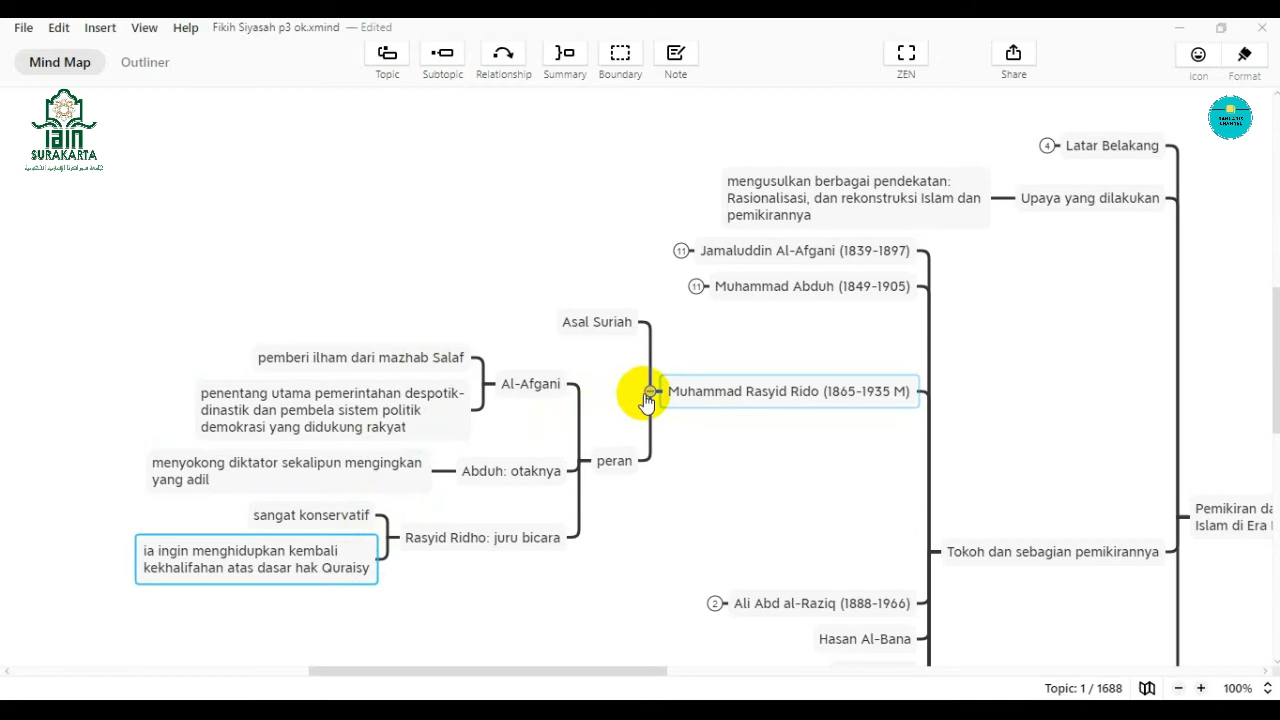 File Edit Insert View Help Fikih Siyasah p3 ok.xmind — Edited
Mind Map Outliner
Topic Subtopic Relationship Summary Boundary Note ZEN Share Icon Format
iain
SURAKARTA
4 Latar Belakang
mengusulkan berbagai pendekatan:
Rasionalisasi, dan rekonstruksi Islam dan
pemikirannya
Upaya yang dilakukan
11 Jamaluddin Al-Afgani (1839-1897)
11 Muhammad Abduh (1849-1905)
Asal Suriah
pemberi ilham dari mazhab Salaf
Al-Afgani
penentang utama pemerintahan despotik-
dinastik dan pembela sistem politik
demokrasi yang didukung rakyat
Muhammad Rasyid Rido (1865-1935 M)
menyokong diktator sekalipun mengingkan
yang adil
Abduh: otaknya
peran
sangat konservatif
Rasyid Ridho: juru bicara
ia ingin menghidupkan kembali
kekhalifahan atas dasar hak Quraisy
Pemikiran da
Islam di Era
Tokoh dan sebagian pemikirannya
2 Ali Abd al-Raziq (1888-1966)
Hasan Al-Bana
Topic: 1 / 1688 100%